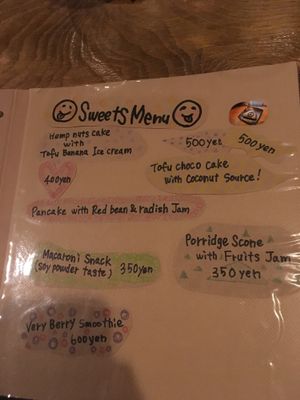 Sweets Menu
Hemp nuts cake
with
Tofu Banana Ice cream
500yen
500yen
Tofu choco cake
with Coconut Source!
400yen
Pancake with Red bean & radish Jam
Macaroni Snack
(soy powder taste) 350yen
Porridge Scone
with Fruits Jam
350yen
Very Berry Smoothie
600yen